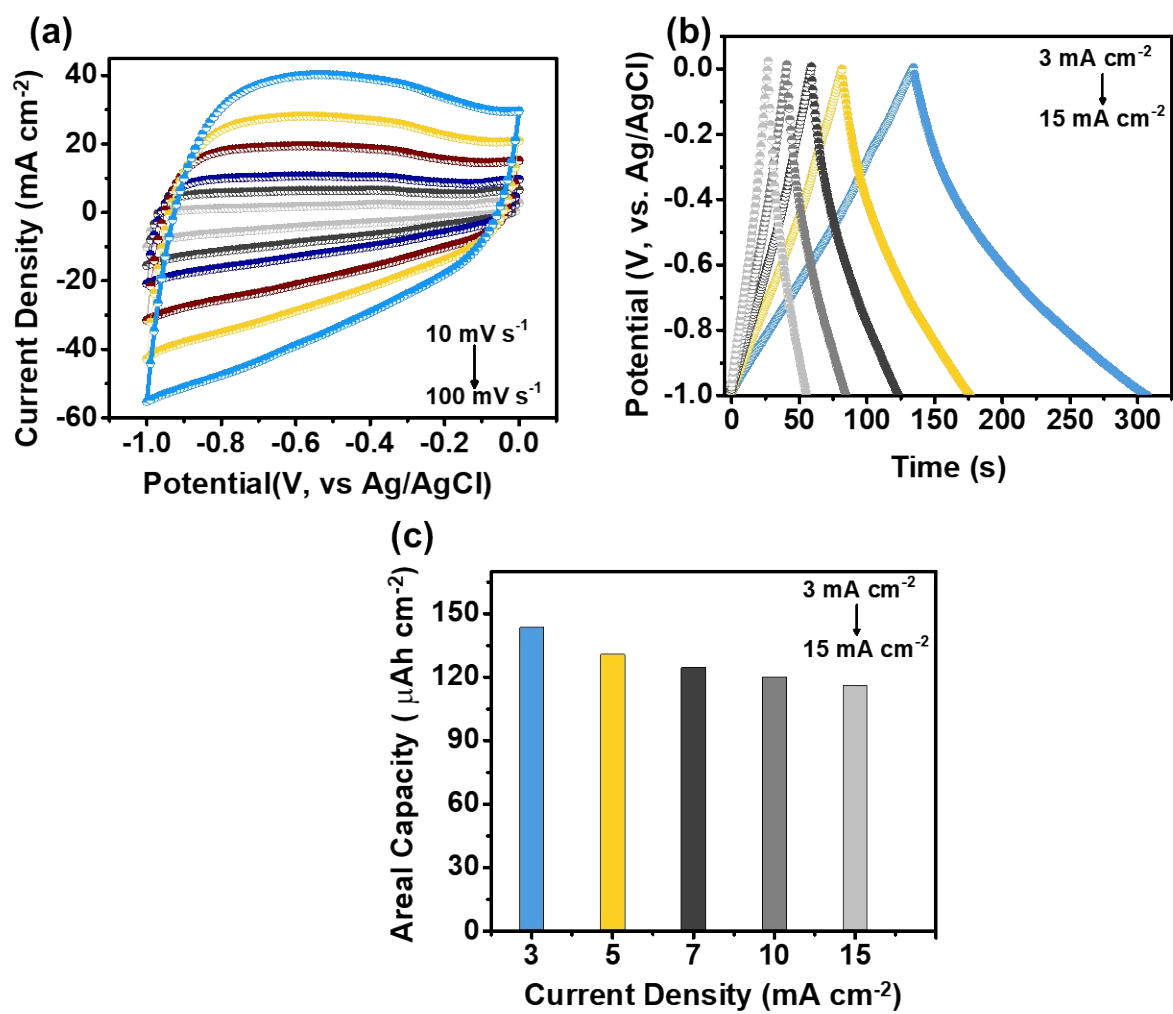 (a)
40
20
0
-20
-40
-60
Current Density (mA cm-2)
10 mV s-1
100 mV s-1
-1.0 -0.8 -0.6 -0.4 -0.2 0.0
Potential(V, vs Ag/AgCl)
(b)
0.0
-0.2
-0.4
-0.6
-0.8
-1.0
Potential (V, vs. Ag/AgCl)
3 mA cm-2
15 mA cm-2
0 50 100 150 200 250 300
Time (s)
(c)
150
120
90
60
30
0
Areal Capacity ( μAh cm-2)
3 mA cm-2
15 mA cm-2
3 5 7 10 15
Current Density (mA cm-2)